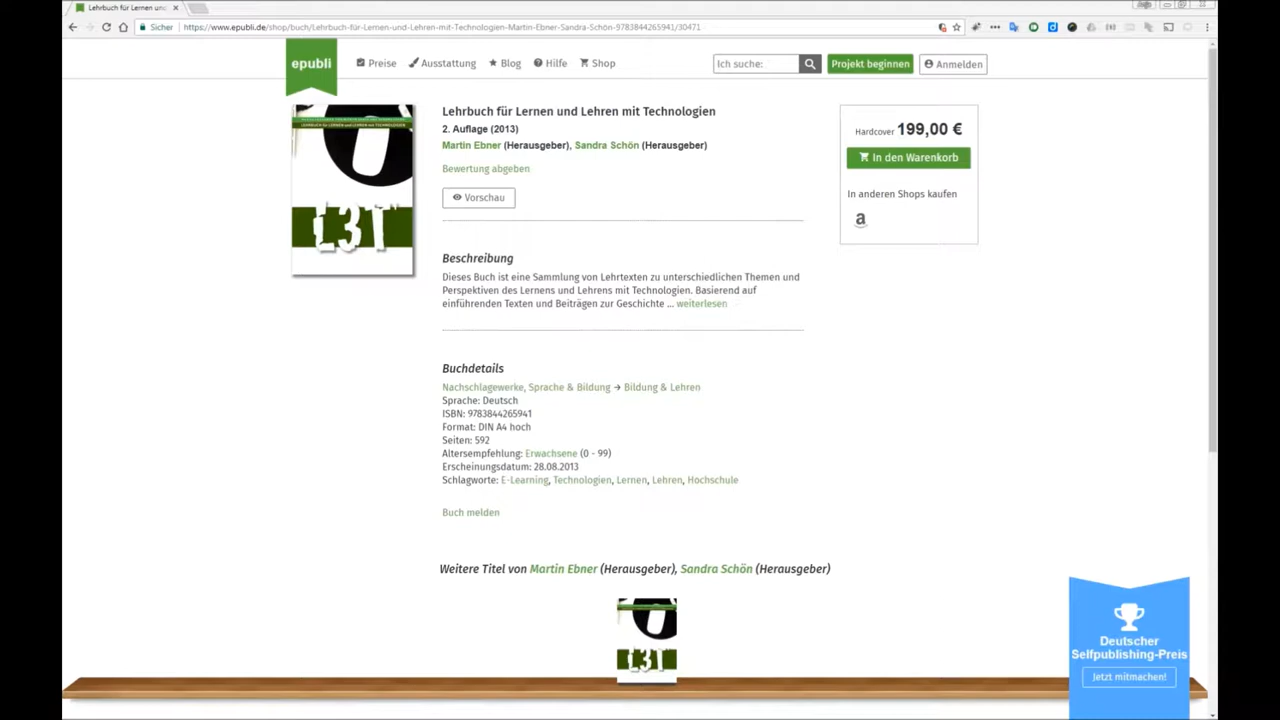 Lehrbuch für Lernen und
Sicher | https://www.epubli.de/shop/buch/Lehrbuch-für-Lernen-und-Lehren-mit-Technologien-Martin-Ebner-Sandra-Schön-9783844265941/30471
epubli
Preise Ausstattung Blog Hilfe Shop
Ich suche:
Projekt beginnen
Anmelden
Lehrbuch für Lernen und Lehren mit Technologien
2. Auflage (2013)
Martin Ebner (Herausgeber), Sandra Schön (Herausgeber)
Bewertung abgeben
Vorschau
L3T
Hardcover 199,00 €
In den Warenkorb
In anderen Shops kaufen
a
Beschreibung
Dieses Buch ist eine Sammlung von Lehrtexten zu unterschiedlichen Themen und
Perspektiven des Lernens und Lehrens mit Technologien. Basierend auf
einführenden Texten und Beiträgen zur Geschichte ... weiterlesen
Buchdetails
Nachschlagewerke, Sprache & Bildung → Bildung & Lehren
Sprache: Deutsch
ISBN: 9783844265941
Format: DIN A4 hoch
Seiten: 592
Altersempfehlung: Erwachsene (0 - 99)
Erscheinungsdatum: 28.08.2013
Schlagworte: E-Learning, Technologien, Lernen, Lehren, Hochschule
Buch melden
Weitere Titel von Martin Ebner (Herausgeber), Sandra Schön (Herausgeber)
L3T
Deutscher
Selfpublishing-Preis
Jetzt mitmachen!